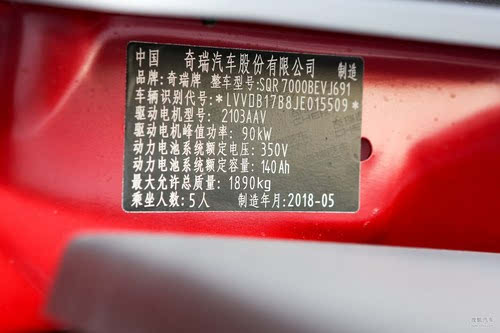 中国 奇瑞汽车股份有限公司 制造
品牌：奇瑞牌 整车型号：SQR7000BEVJ691
车辆识别代号：*LVVDB17B8JE015509*
驱动电机型号：2103AAV
驱动电机峰值功率：90kW
动力电池系统额定电压：350V
动力电池系统额定容量：140Ah
最大允许总质量：1890kg
乘坐人数：5人 制造年月：2018-05